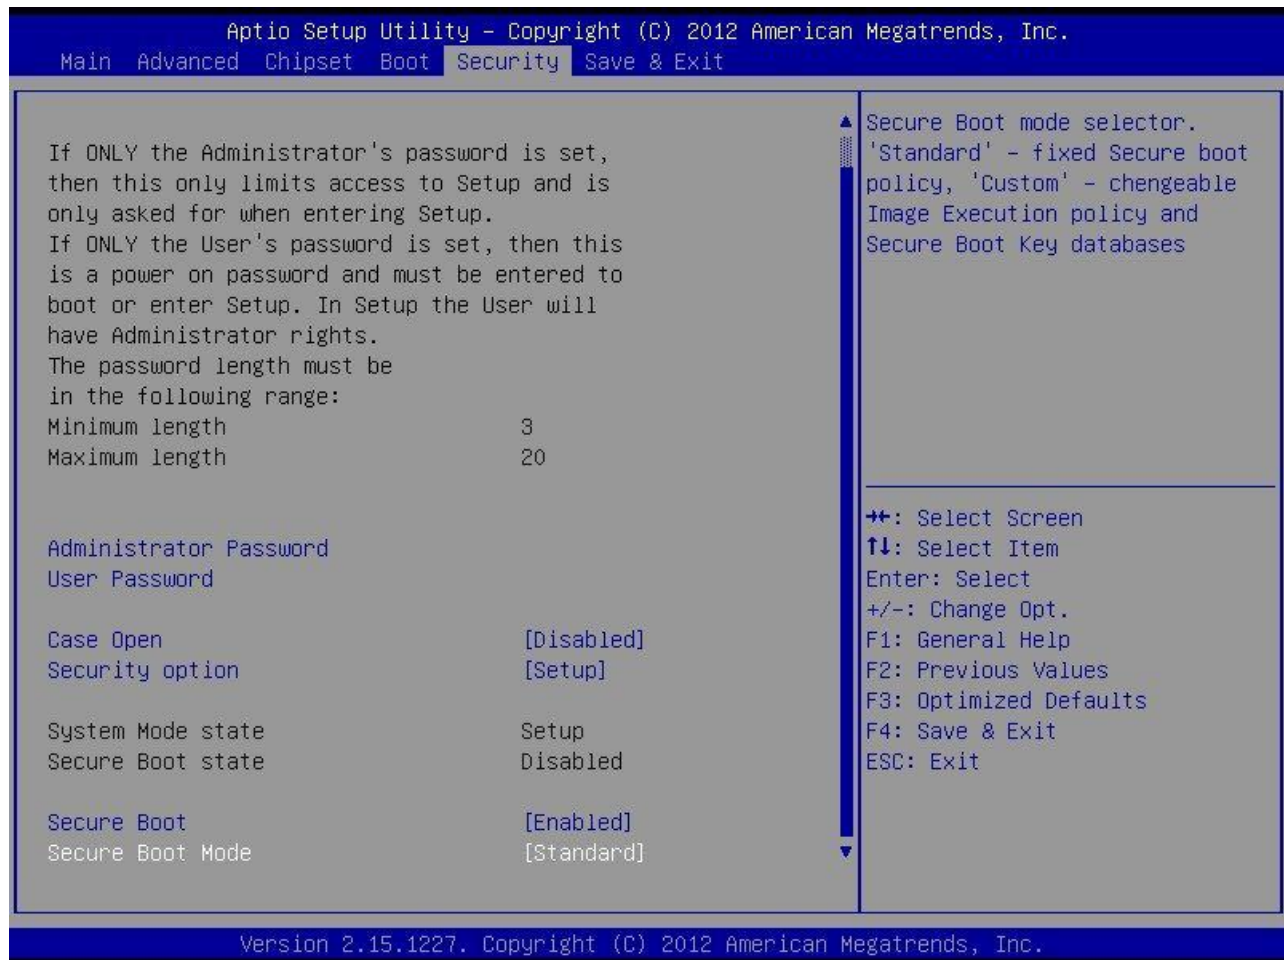 Aptio Setup Utility – Copyright (C) 2012 American Megatrends, Inc.
Main Advanced Chipset Boot Security Save & Exit
If ONLY the Administrator's password is set,
then this only limits access to Setup and is
only asked for when entering Setup.
If ONLY the User's password is set, then this
is a power on password and must be entered to
boot or enter Setup. In Setup the User will
have Administrator rights.
The password length must be
in the following range:
Minimum length 3
Maximum length 20
Administrator Password
User Password
Case Open [Disabled]
Security option [Setup]
System Mode state Setup
Secure Boot state Disabled
Secure Boot [Enabled]
Secure Boot Mode [Standard]
Secure Boot mode selector.
'Standard' – fixed Secure boot
policy, 'Custom' – chengeable
Image Execution policy and
Secure Boot Key databases
→←: Select Screen
↑↓: Select Item
Enter: Select
+/-: Change Opt.
F1: General Help
F2: Previous Values
F3: Optimized Defaults
F4: Save & Exit
ESC: Exit
Version 2.15.1227. Copyright (C) 2012 American Megatrends, Inc.